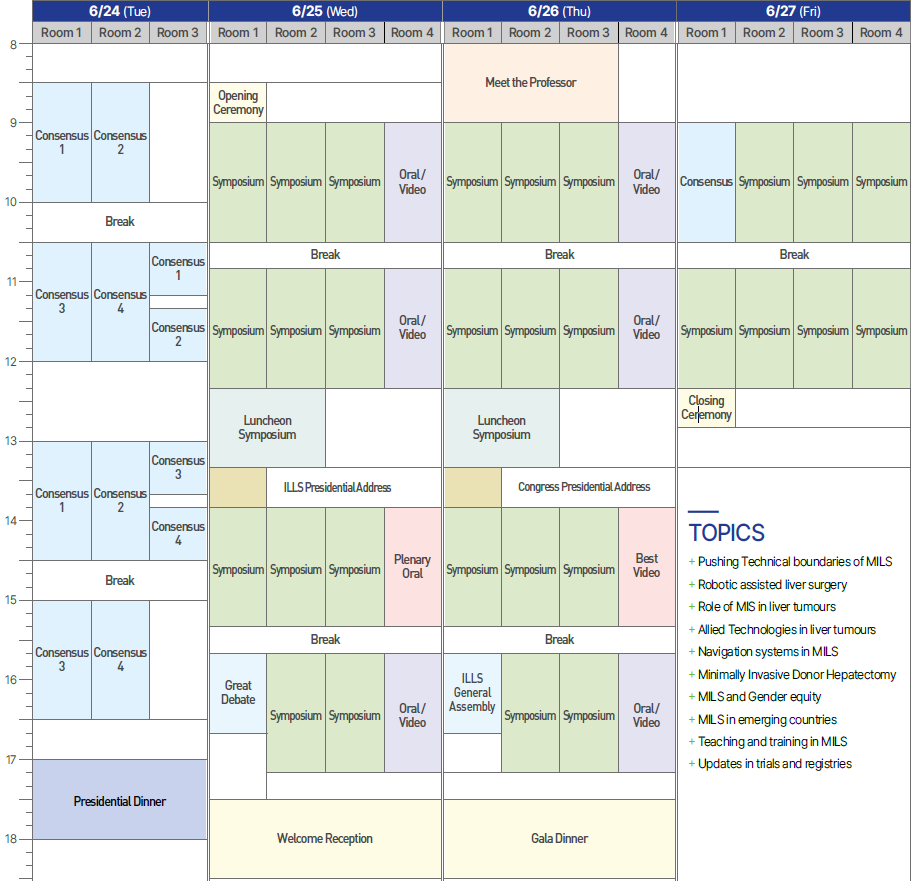 6/24 (Tue) 6/25 (Wed) 6/26 (Thu) 6/27 (Fri)
Room 1 Room 2 Room 3 Room 1 Room 2 Room 3 Room 4 Room 1 Room 2 Room 3 Room 4 Room 1 Room 2 Room 3 Room 4
8
Meet the Professor
Opening
Ceremony
9
Consensus
1
Consensus
2
Symposium Symposium Symposium
Oral/
Video
Symposium Symposium Symposium
Oral/
Video
Consensus Symposium Symposium Symposium
10
Break
Break Break Break
11
Consensus
3
Consensus
4
Consensus
1
Consensus
2
Symposium Symposium Symposium
Oral/
Video
Symposium Symposium Symposium
Oral/
Video
Symposium Symposium Symposium Symposium
12
Luncheon
Symposium
Luncheon
Symposium
Closing
Ceremony
13
Consensus
1
Consensus
2
Consensus
3
Consensus
4
ILLS Presidential Address
Congress Presidential Address
14
Symposium Symposium Symposium
Plenary
Oral
Symposium Symposium Symposium
Best
Video
Break
15
Break Break
Consensus
3
Consensus
4
16
Great
Debate
Symposium Symposium
Oral/
Video
ILLS
General
Assembly
Symposium Symposium
Oral/
Video
17
Presidential Dinner
Welcome Reception
Gala Dinner
18
TOPICS
+ Pushing Technical boundaries of MILS
+ Robotic assisted liver surgery
+ Role of MIS in liver tumours
+ Allied Technologies in liver tumours
+ Navigation systems in MILS
+ Minimally Invasive Donor Hepatectomy
+ MILS and Gender equity
+ MILS in emerging countries
+ Teaching and training in MILS
+ Updates in trials and registries